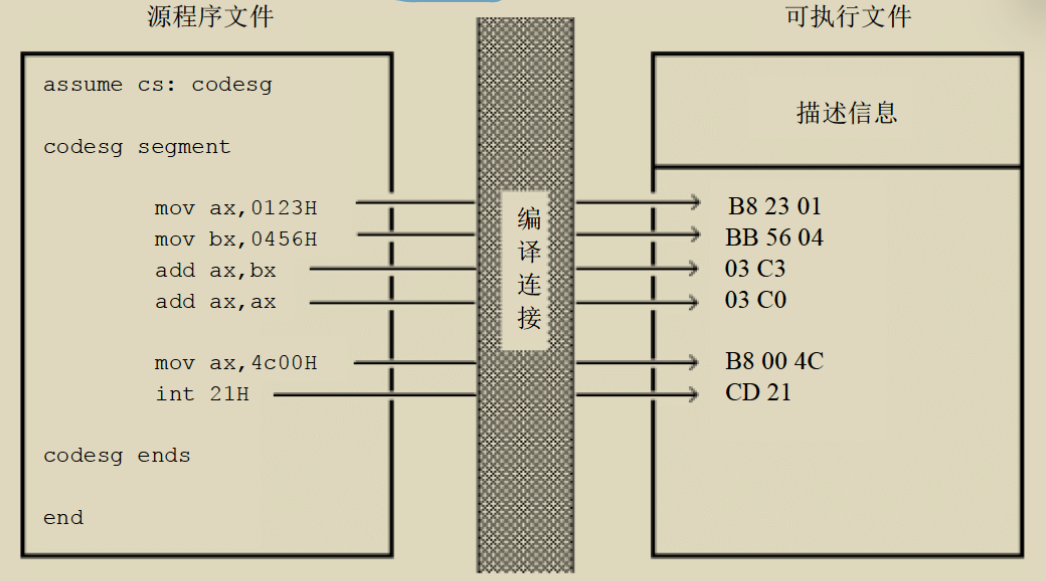 源程序文件
assume cs: codesg
codesg segment
mov ax,0123H
mov bx,0456H
add ax,bx
add ax,ax
mov ax,4c00H
int 21H
codesg ends
end
编
译
连
接
可执行文件
描述信息
B8 23 01
BB 56 04
03 C3
03 C0
B8 00 4C
CD 21